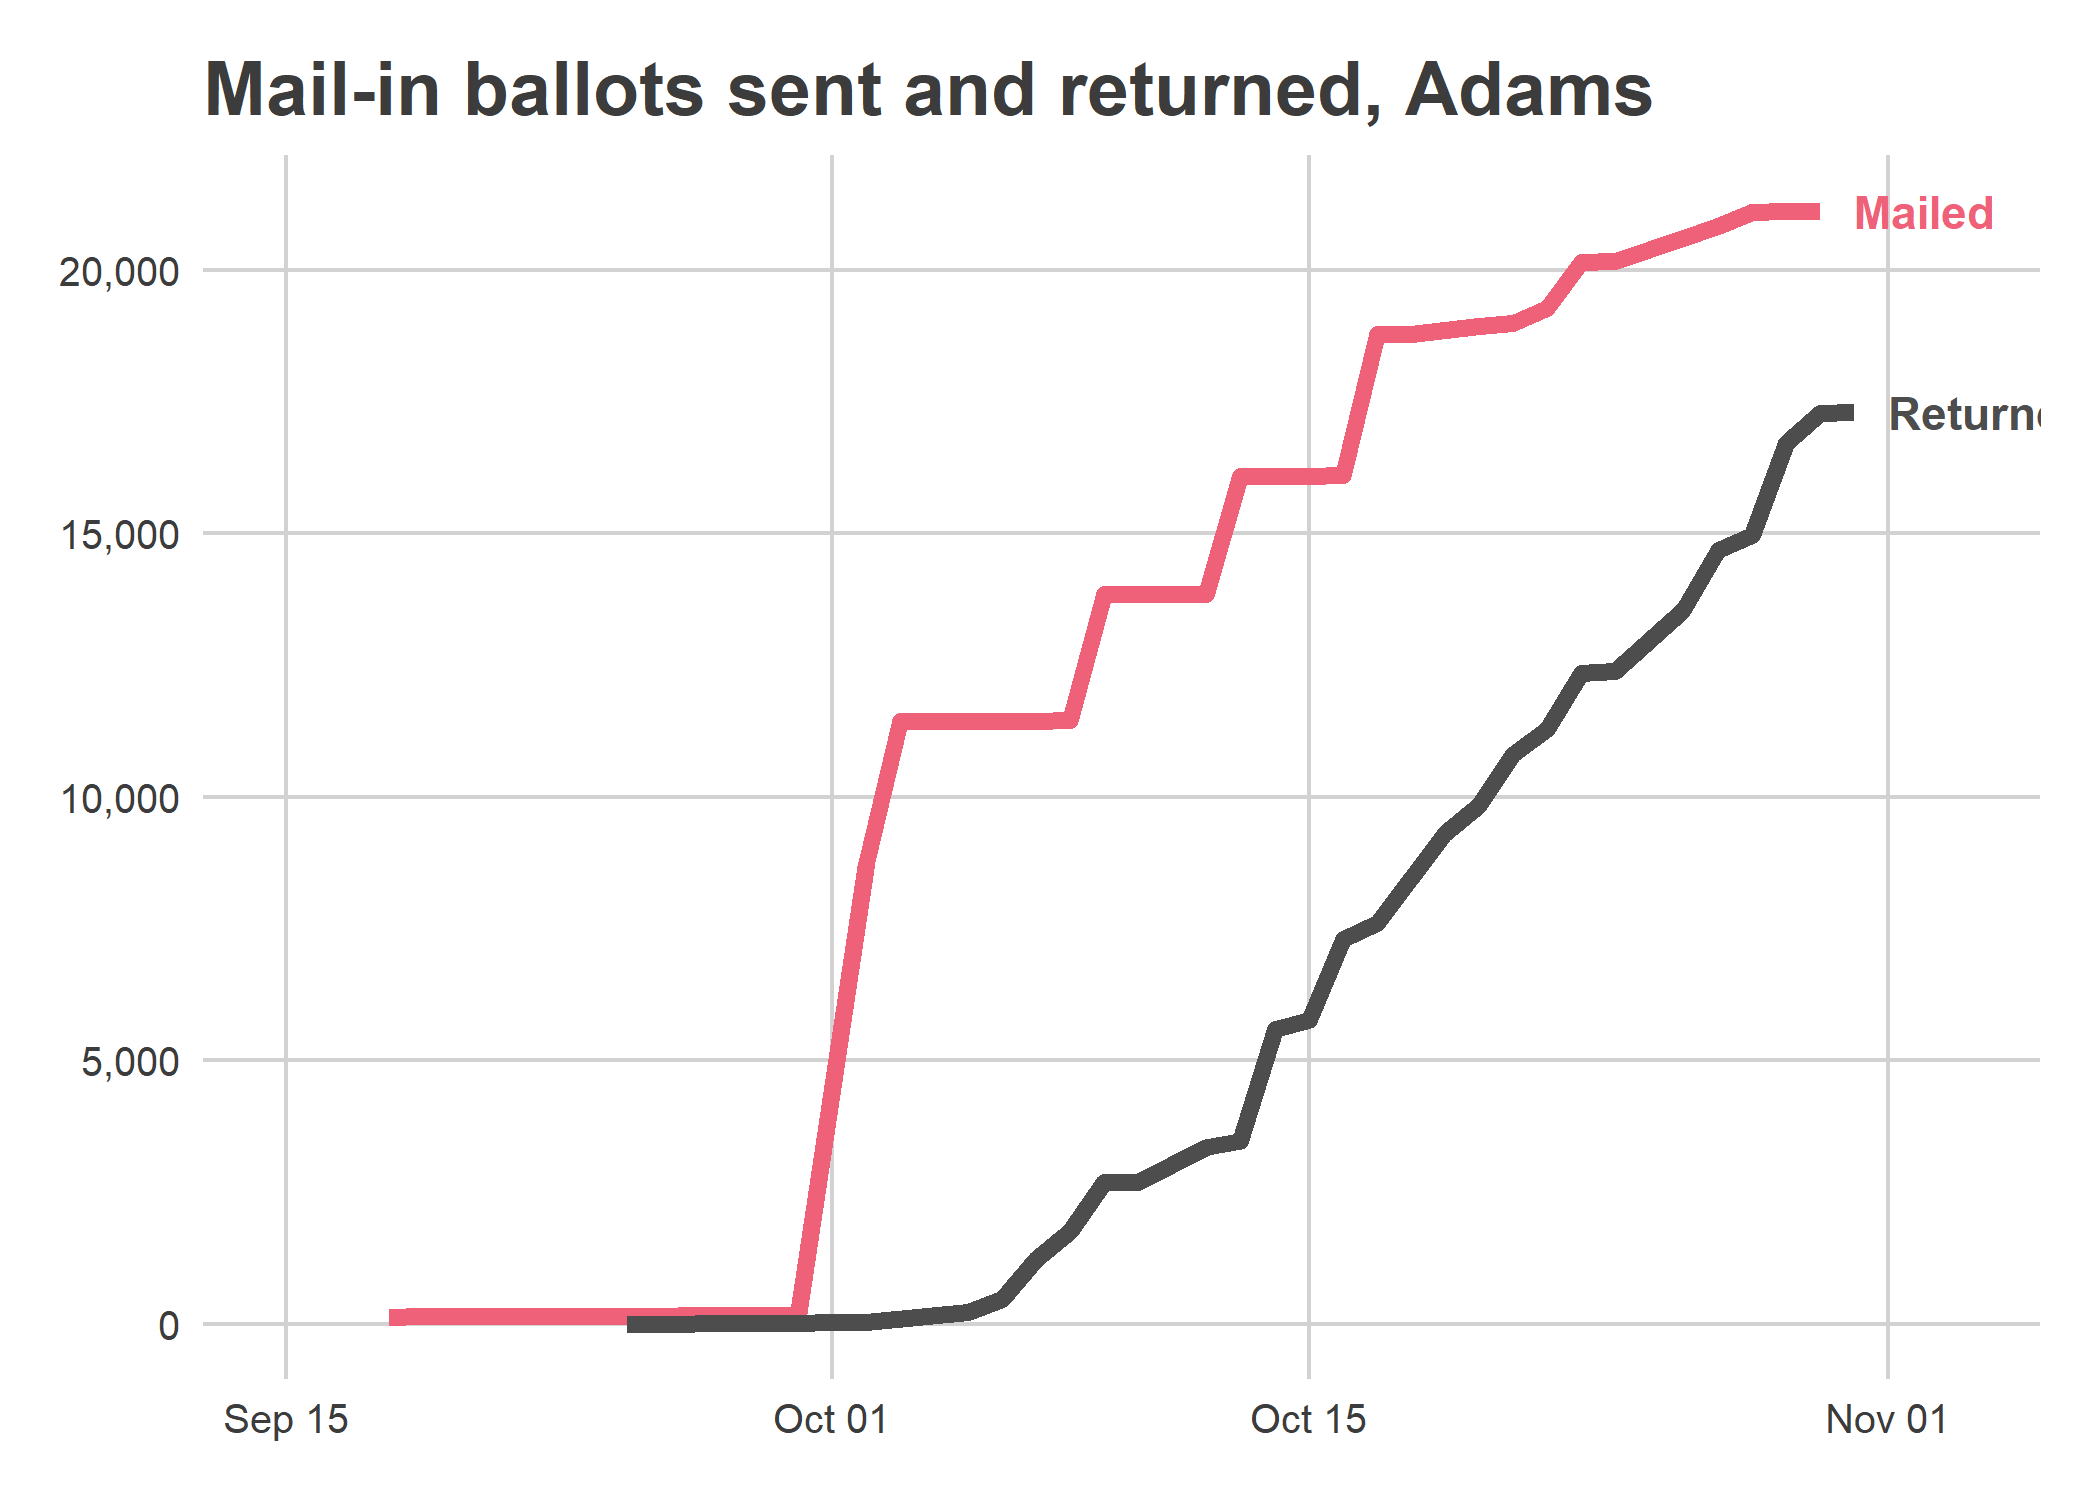 Mail-in ballots sent and returned, Adams
Mailed
20,000
Returne
15,000
10,000
5,000
0
Sep 15 Oct 01 Oct 15 Nov 01